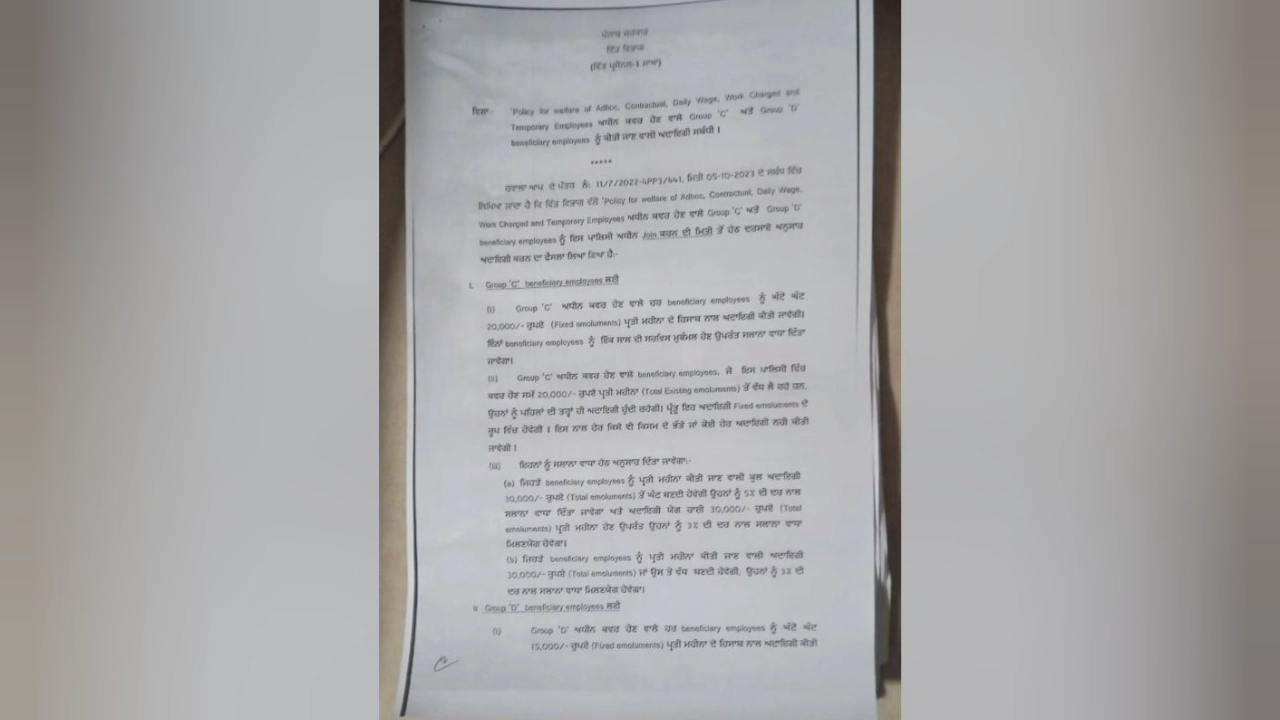 ਪੰਜਾਬ ਸਰਕਾਰ
ਵਿੱਤ ਵਿਭਾਗ
(ਵਿੱਤ ਪ੍ਰਸੋਨਲ-1 ਸ਼ਾਖਾ)
ਵਿਸ਼ਾ:- 'Policy for welfare of Adhoc, Contractual, Daily Wage, Work Charged and
Temporary Employees ਅਧੀਨ ਕਵਰ ਹੋਣ ਵਾਲੇ Group 'C' ਅਤੇ Group 'D'
beneficiary employees ਨੂੰ ਕੀਤੀ ਜਾਣ ਵਾਲੀ ਅਦਾਇਗੀ ਸਬੰਧੀ ।
*****
ਹਵਾਲਾ ਆਪ ਦੇ ਪੱਤਰ ਨੰ: 11/7/2022-4PP3/441, ਮਿਤੀ 05-10-2023 ਦੇ ਸਬੰਧ ਵਿੱਚ
ਲਿਖਿਆ ਜਾਂਦਾ ਹੈ ਕਿ ਵਿੱਤ ਵਿਭਾਗ ਵੱਲੋਂ 'Policy for welfare of Adhoc, Contractual, Daily Wage,
Work Charged and Temporary Employees ਅਧੀਨ ਕਵਰ ਹੋਣ ਵਾਲੇ Group 'C' ਅਤੇ Group 'D'
beneficiary employees ਨੂੰ ਇਸ ਪਾਲਿਸੀ ਅਧੀਨ Join ਕਰਨ ਦੀ ਮਿਤੀ ਤੋਂ ਹੇਠ ਦਰਸਾਏ ਅਨੁਸਾਰ
ਅਦਾਇਗੀ ਕਰਨ ਦਾ ਫੈਸਲਾ ਲਿਆ ਗਿਆ ਹੈ:-
I. Group 'C' beneficiary employees ਲਈ
(i) Group 'C' ਅਧੀਨ ਕਵਰ ਹੋਣ ਵਾਲੇ ਹਰ beneficiary employees ਨੂੰ ਘੱਟੋ ਘੱਟ
20,000/- ਰੁਪਏ (Fixed emoluments) ਪ੍ਰਤੀ ਮਹੀਨਾ ਦੇ ਹਿਸਾਬ ਨਾਲ ਅਦਾਇਗੀ ਕੀਤੀ ਜਾਵੇਗੀ।
ਇੰਨਾਂ beneficiary employees ਨੂੰ ਇੱਕ ਸਾਲ ਦੀ ਸਰਵਿਸ ਮੁਕੰਮਲ ਹੋਣ ਉਪਰੰਤ ਸਲਾਨਾ ਵਾਧਾ ਦਿੱਤਾ
ਜਾਵੇਗਾ।
(ii) Group 'C' ਅਧੀਨ ਕਵਰ ਹੋਣ ਵਾਲੇ beneficiary employees, ਜੋ ਇਸ ਪਾਲਿਸੀ ਵਿੱਚ
ਕਵਰ ਹੋਣ ਸਮੇਂ 20,000/- ਰੁਪਏ ਪ੍ਰਤੀ ਮਹੀਨਾ (Total Existing emoluments) ਤੋਂ ਵੱਧ ਲੈ ਰਹੇ ਹਨ,
ਉਹਨਾਂ ਨੂੰ ਪਹਿਲਾਂ ਦੀ ਤਰ੍ਹਾਂ ਹੀ ਅਦਾਇਗੀ ਹੁੰਦੀ ਰਹੇਗੀ। ਪ੍ਰੰਤੂ ਇਹ ਅਦਾਇਗੀ Fixed emoluments ਦੇ
ਰੂਪ ਵਿੱਚ ਹੋਵੇਗੀ । ਇਸ ਨਾਲ ਹੋਰ ਕਿਸੇ ਵੀ ਕਿਸਮ ਦੇ ਭੱਤੇ ਜਾਂ ਕੋਈ ਹੋਰ ਅਦਾਇਗੀ ਨਹੀਂ ਕੀਤੀ
ਜਾਵੇਗੀ ।
(iii) ਇਹਨਾਂ ਨੂੰ ਸਲਾਨਾ ਵਾਧਾ ਹੇਠ ਅਨੁਸਾਰ ਦਿੱਤਾ ਜਾਵੇਗਾ:-
(a) ਜਿਹੜੇ beneficiary employees ਨੂੰ ਪ੍ਰਤੀ ਮਹੀਨਾ ਕੀਤੀ ਜਾਣ ਵਾਲੀ ਕੁਲ ਅਦਾਇਗੀ
30,000/- ਰੁਪਏ (Total emoluments) ਤੋਂ ਘੱਟ ਬਣਦੀ ਹੋਵੇਗੀ ਉਹਨਾਂ ਨੂੰ 5% ਦੀ ਦਰ ਨਾਲ
ਸਲਾਨਾ ਵਾਧਾ ਦਿੱਤਾ ਜਾਵੇਗਾ ਅਤੇ ਅਦਾਇਗੀ ਯੋਗ ਰਾਸ਼ੀ 30,000/- ਰੁਪਏ (Total
emoluments) ਪ੍ਰਤੀ ਮਹੀਨਾ ਹੋਣ ਉਪਰੰਤ ਉਹਨਾਂ ਨੂੰ 3% ਦੀ ਦਰ ਨਾਲ ਸਲਾਨਾ ਵਾਧਾ
ਮਿਲਣਯੋਗ ਹੋਵੇਗਾ।
(b) ਜਿਹੜੇ beneficiary employees ਨੂੰ ਪ੍ਰਤੀ ਮਹੀਨਾ ਕੀਤੀ ਜਾਣ ਵਾਲੀ ਅਦਾਇਗੀ
30,000/- ਰੁਪਏ (Total emoluments) ਜਾਂ ਉਸ ਤੋਂ ਵੱਧ ਬਣਦੀ ਹੋਵੇਗੀ, ਉਹਨਾਂ ਨੂੰ 3% ਦੀ
ਦਰ ਨਾਲ ਸਲਾਨਾ ਵਾਧਾ ਮਿਲਣਯੋਗ ਹੋਵੇਗਾ।
II Group 'D' beneficiary employees ਲਈ
(i) Group 'D' ਅਧੀਨ ਕਵਰ ਹੋਣ ਵਾਲੇ ਹਰ beneficiary employees ਨੂੰ ਘੱਟੋ ਘੱਟ
15,000/- ਰੁਪਏ (Fixed emoluments) ਪ੍ਰਤੀ ਮਹੀਨਾ ਦੇ ਹਿਸਾਬ ਨਾਲ ਅਦਾਇਗੀ ਕੀਤੀ